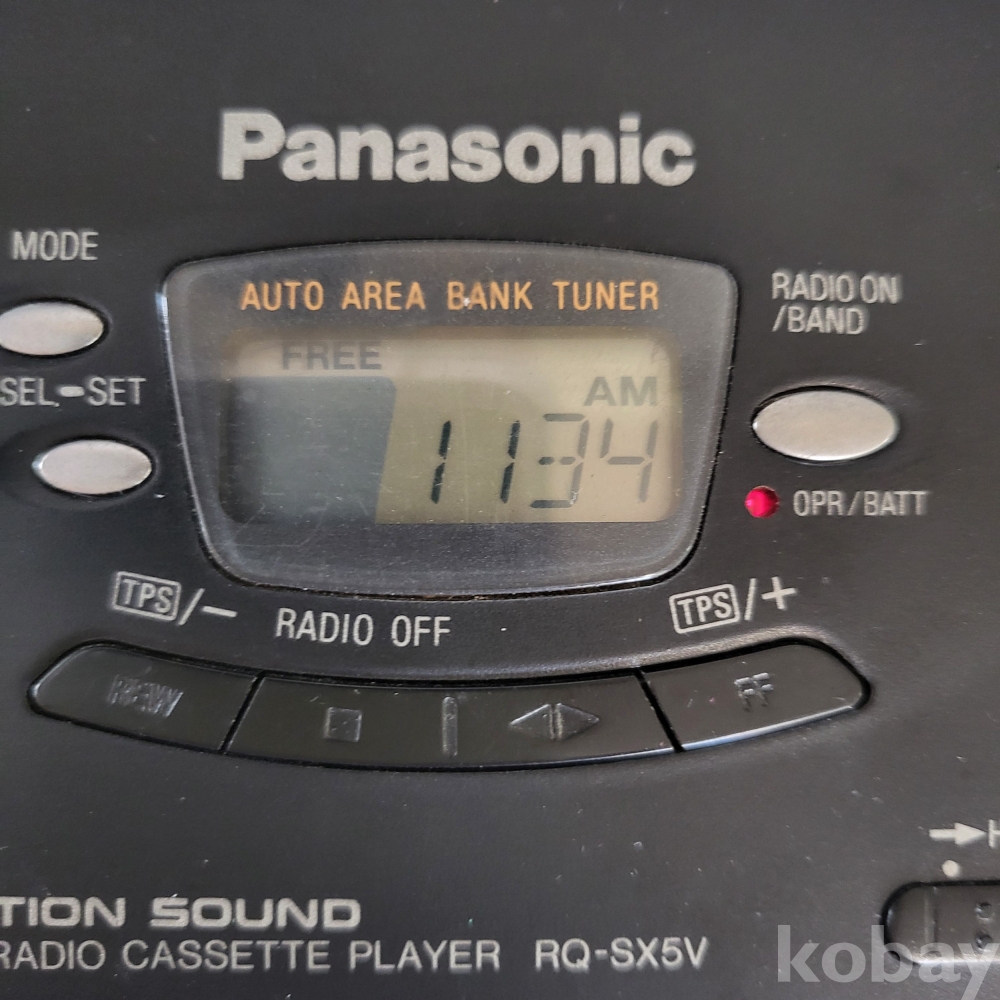 Panasonic
MODE
AUTO AREA BANK TUNER
RADIO ON
/BAND
FREE
AM
SEL.-SET
1134
OPR/BATT
TPS/−
RADIO OFF
TPS/+
REW
FF
TION SOUND
RADIO CASSETTE PLAYER RQ-SX5V
kobay